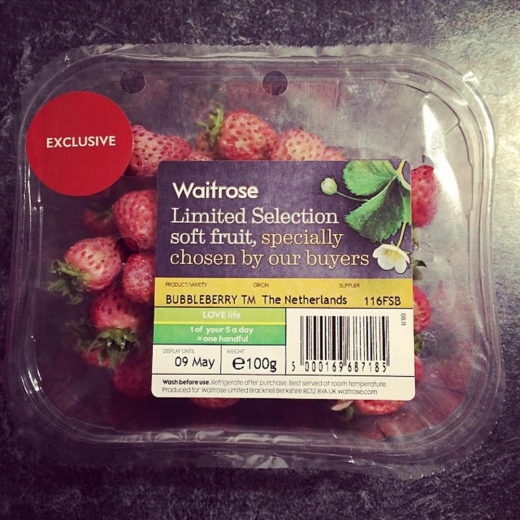 EXCLUSIVE
Waitrose
Limited Selection
soft fruit, specially
chosen by our buyers
PRODUCT/VARIETY ORIGIN SUPPLIER
BUBBLEBERRY TM The Netherlands 116FSB
LOVE life
1 of your 5 a day
= one handful
DISPLAY UNTIL WEIGHT
09 May ℮100g
5 000169 687185
Wash before use. Refrigerate after purchase. Best served at room temperature.
Produced for Waitrose Limited Bracknell Berkshire RG12 8YA UK waitrose.com